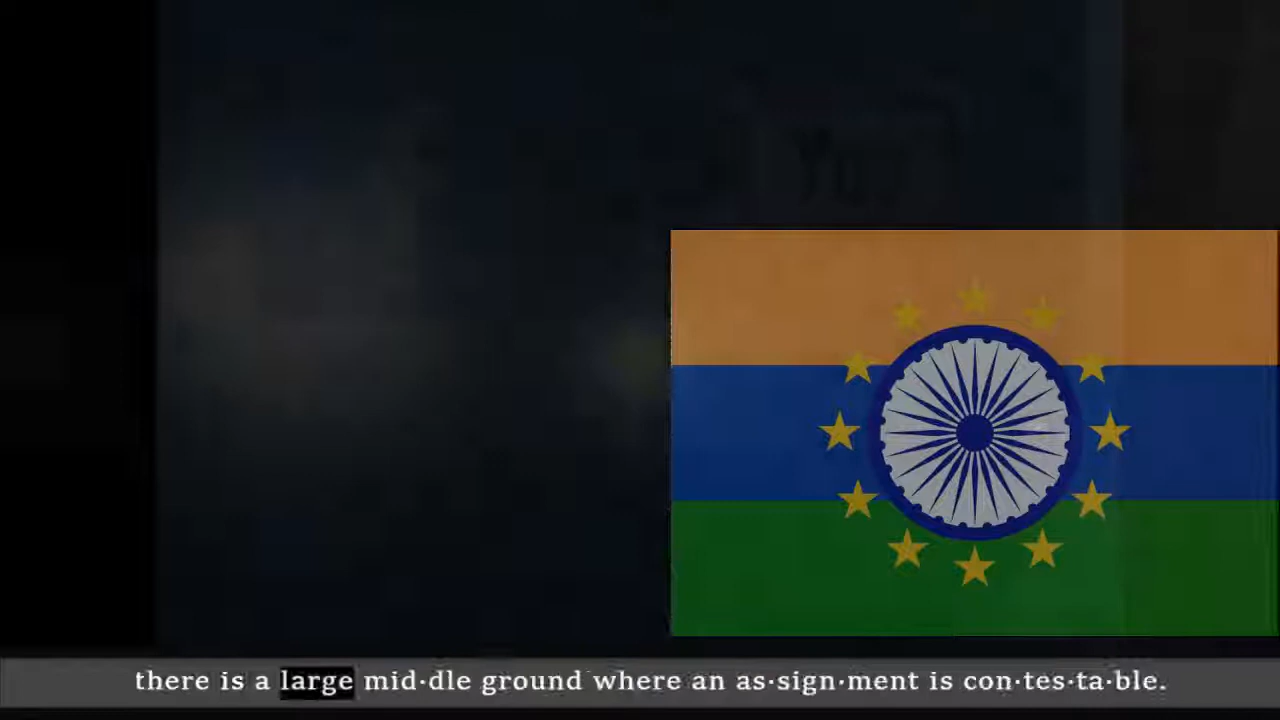 there is a large mid·dle ground where an as·sign·ment is con·tes·ta·ble.